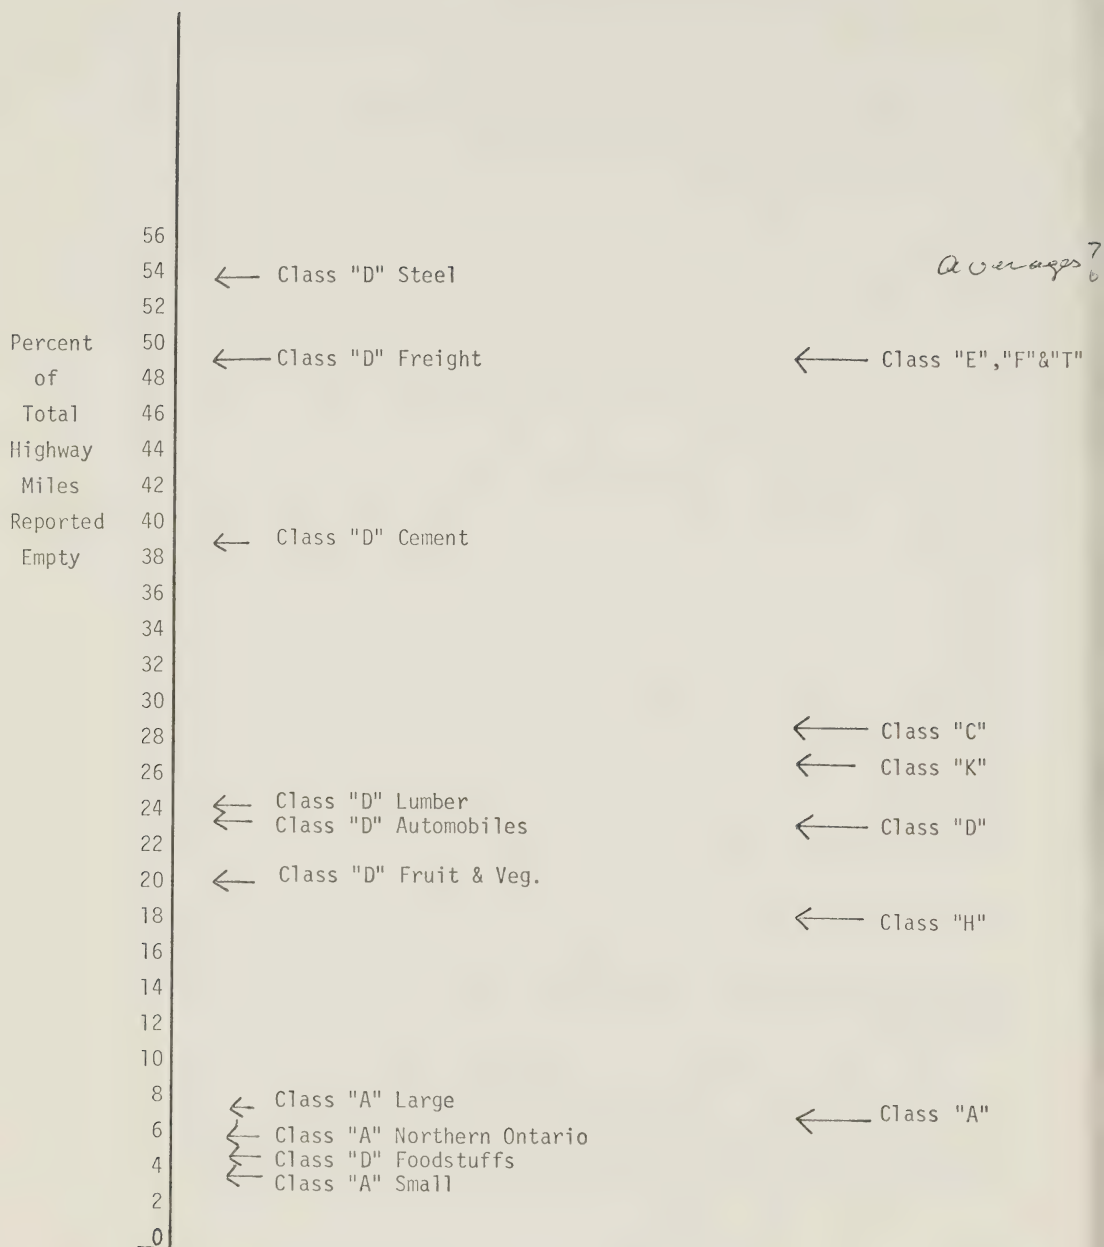 56
54 Class "D" Steel
averages?
52
Percent 50
Class "D" Freight Class "E","F"&"T"
of 48
Total 46
Highway 44
Miles 42
Reported 40
Class "D" Cement
Empty 38
36
34
32
30
28 Class "C"
26 Class "K"
24 Class "D" Lumber
Class "D" Automobiles Class "D"
22
20 Class "D" Fruit & Veg.
18 Class "H"
16
14
12
10
8 Class "A" Large
Class "A"
6 Class "A" Northern Ontario
4 Class "D" Foodstuffs
Class "A" Small
2
0